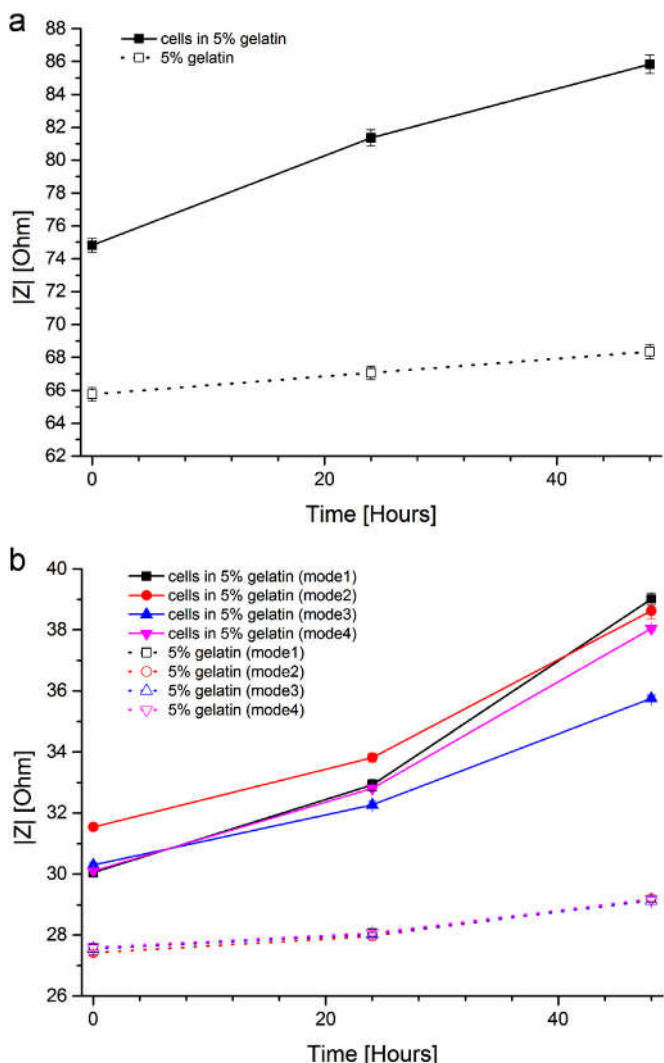 a
cells in 5% gelatin
5% gelatin
88
86
84
82
80
78
76
74
72
70
68
66
64
62
|Z| [Ohm]
0
20
40
Time [Hours]
b
cells in 5% gelatin (mode1)
cells in 5% gelatin (mode2)
cells in 5% gelatin (mode3)
cells in 5% gelatin (mode4)
5% gelatin (mode1)
5% gelatin (mode2)
5% gelatin (mode3)
5% gelatin (mode4)
40
38
36
34
32
30
28
26
|Z| [Ohm]
0
20
40
Time [Hours]